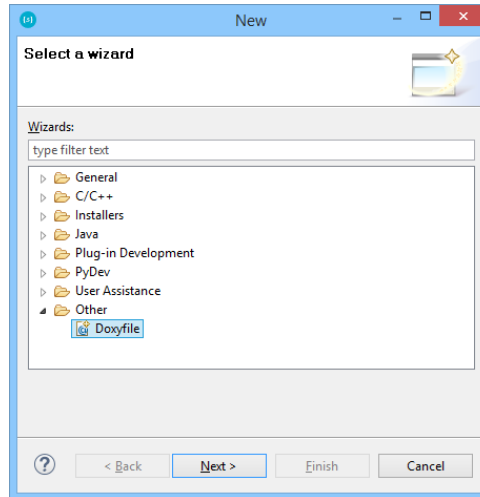 New
Select a wizard
Wizards:
type filter text
General
C/C++
Installers
Java
Plug-in Development
PyDev
User Assistance
Other
Doxyfile
< Back Next > Finish Cancel